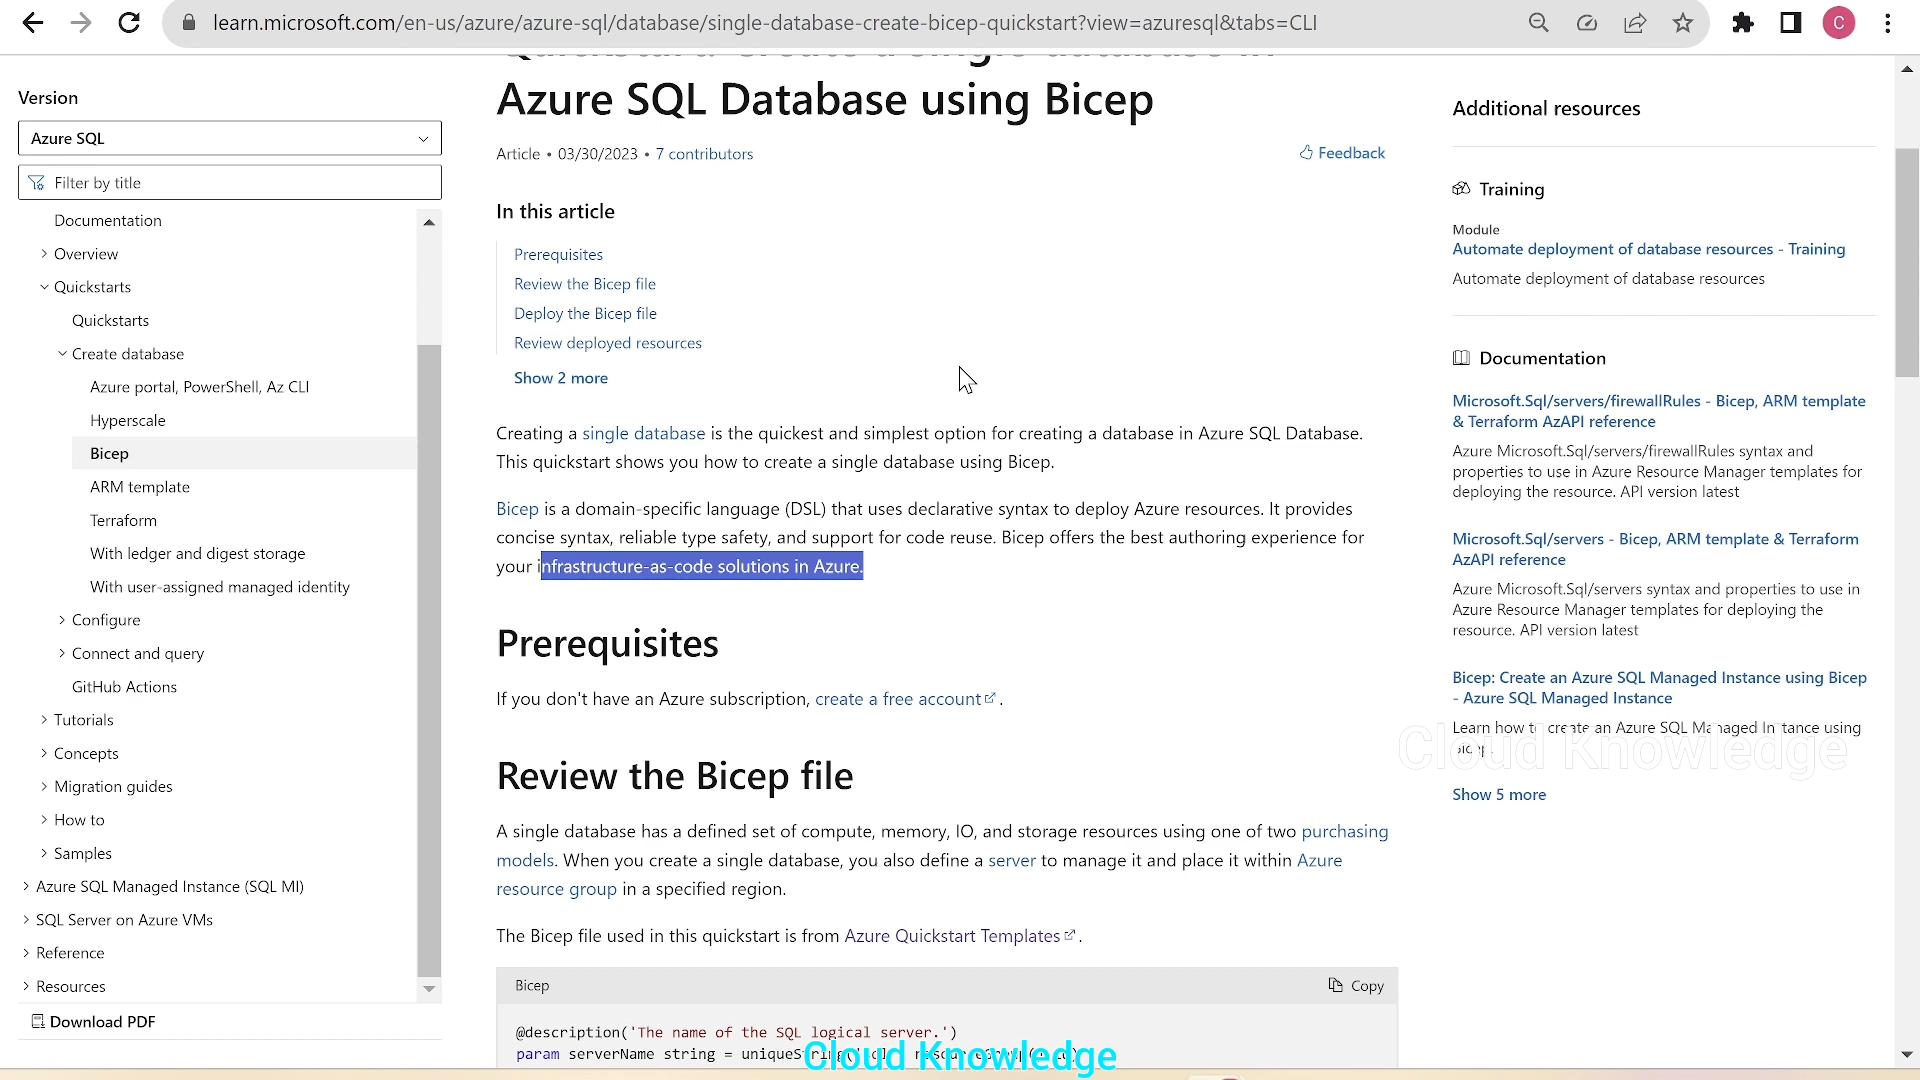 learn.microsoft.com/en-us/azure/azure-sql/database/single-database-create-bicep-quickstart?view=azuresql&tabs=CLI
C
Version
Azure SQL
Filter by title
Documentation
Overview
Quickstarts
Quickstarts
Create database
Azure portal, PowerShell, Az CLI
Hyperscale
Bicep
ARM template
Terraform
With ledger and digest storage
With user-assigned managed identity
Configure
Connect and query
GitHub Actions
Tutorials
Concepts
Migration guides
How to
Samples
Azure SQL Managed Instance (SQL MI)
SQL Server on Azure VMs
Reference
Resources
Download PDF
Quickstart: Create a single database in
Azure SQL Database using Bicep
Article • 03/30/2023 • 7 contributors
Feedback
In this article
Prerequisites
Review the Bicep file
Deploy the Bicep file
Review deployed resources
Show 2 more
Creating a single database is the quickest and simplest option for creating a database in Azure SQL Database.
This quickstart shows you how to create a single database using Bicep.
Bicep is a domain-specific language (DSL) that uses declarative syntax to deploy Azure resources. It provides
concise syntax, reliable type safety, and support for code reuse. Bicep offers the best authoring experience for
your infrastructure-as-code solutions in Azure.
Prerequisites
If you don't have an Azure subscription, create a free account.
Review the Bicep file
A single database has a defined set of compute, memory, IO, and storage resources using one of two purchasing
models. When you create a single database, you also define a server to manage it and place it within Azure
resource group in a specified region.
The Bicep file used in this quickstart is from Azure Quickstart Templates.
Bicep
Copy
@description('The name of the SQL logical server.')
param serverName string =
Cloud Knowledge
Additional resources
Training
Module
Automate deployment of database resources - Training
Automate deployment of database resources
Documentation
Microsoft.Sql/servers/firewallRules - Bicep, ARM template
& Terraform AzAPI reference
Azure Microsoft.Sql/servers/firewallRules syntax and
properties to use in Azure Resource Manager templates for
deploying the resource. API version latest
Microsoft.Sql/servers - Bicep, ARM template & Terraform
AzAPI reference
Azure Microsoft.Sql/servers syntax and properties to use in
Azure Resource Manager templates for deploying the
resource. API version latest
Bicep: Create an Azure SQL Managed Instance using Bicep
- Azure SQL Managed Instance
Learn how to create an Azure SQL Managed Instance using
Bicep.
Cloud Knowledge
Show 5 more